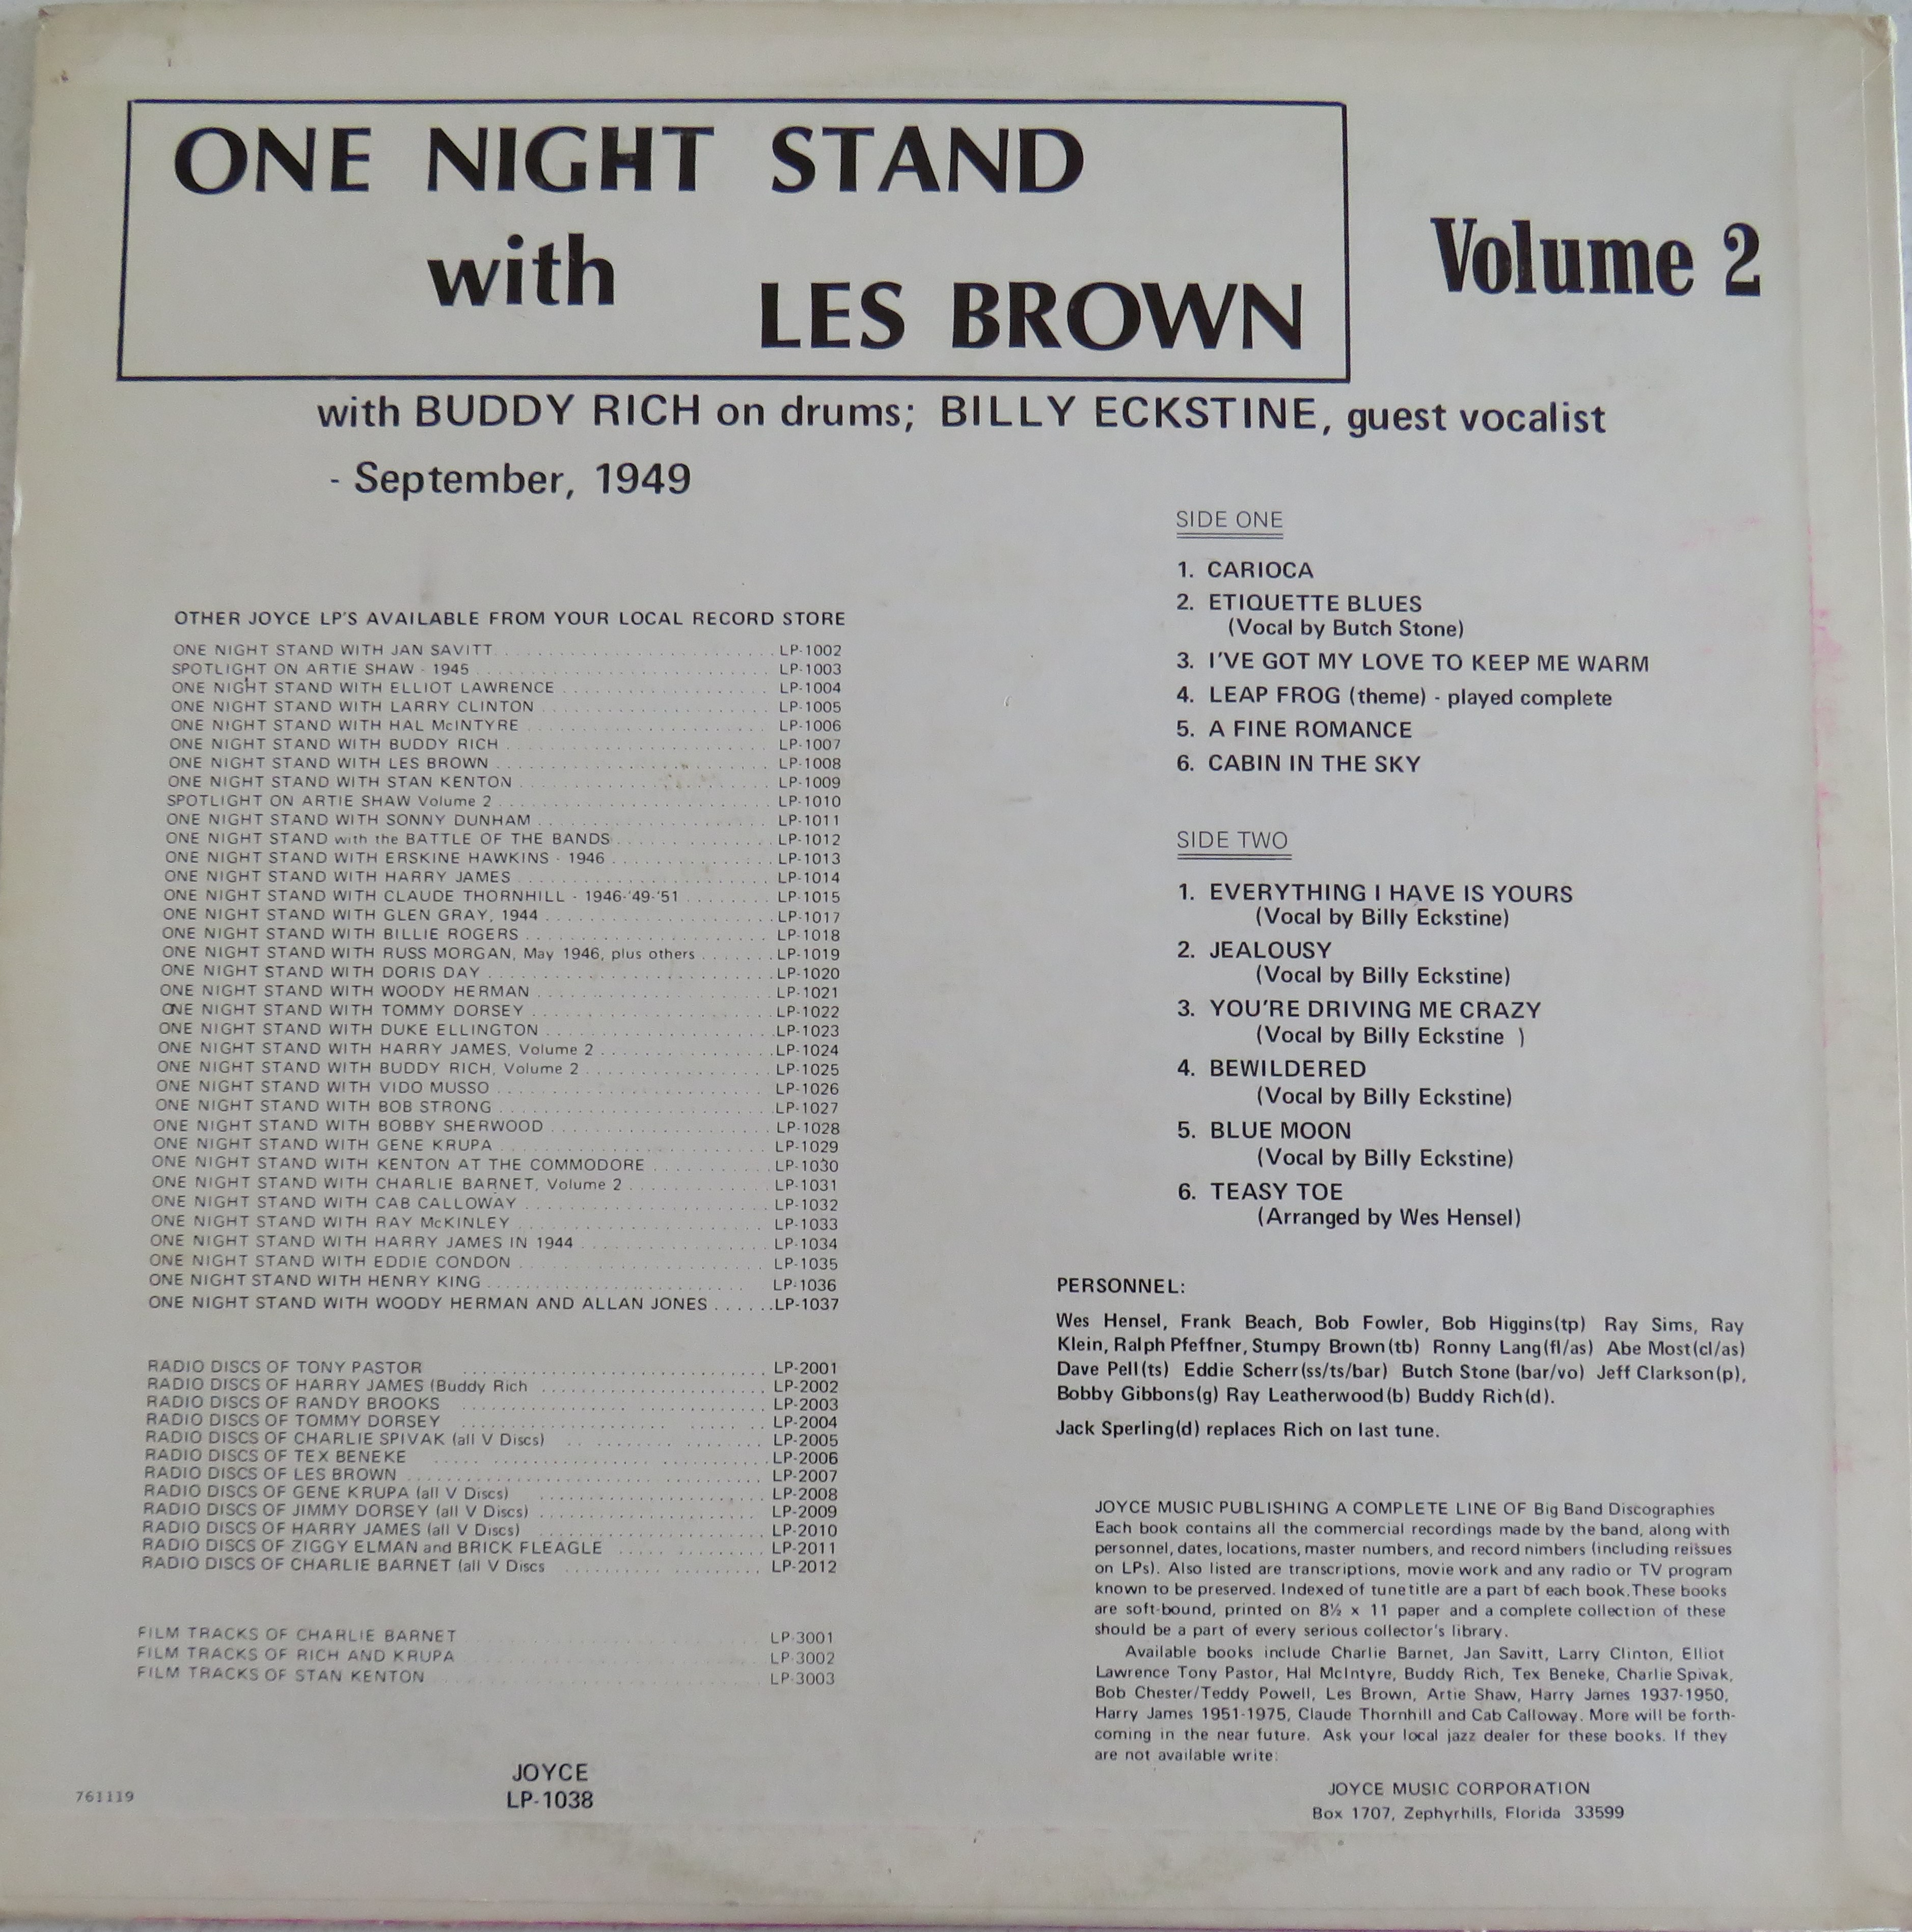 ONE NIGHT STAND
with
LES BROWN
Volume 2
with BUDDY RICH on drums; BILLY ECKSTINE, guest vocalist
- September, 1949
OTHER JOYCE LP'S AVAILABLE FROM YOUR LOCAL RECORD STORE
ONE NIGHT STAND WITH JAN SAVITT LP-1002
SPOTLIGHT ON ARTIE SHAW - 1945 LP-1003
ONE NIGHT STAND WITH ELLIOT LAWRENCE LP-1004
ONE NIGHT STAND WITH LARRY CLINTON LP-1005
ONE NIGHT STAND WITH HAL McINTYRE LP-1006
ONE NIGHT STAND WITH BUDDY RICH LP-1007
ONE NIGHT STAND WITH LES BROWN LP-1008
ONE NIGHT STAND WITH STAN KENTON LP-1009
SPOTLIGHT ON ARTIE SHAW Volume 2 LP-1010
ONE NIGHT STAND WITH SONNY DUNHAM LP-1011
ONE NIGHT STAND with the BATTLE OF THE BANDS LP-1012
ONE NIGHT STAND WITH ERSKINE HAWKINS - 1946 LP-1013
ONE NIGHT STAND WITH HARRY JAMES LP-1014
ONE NIGHT STAND WITH CLAUDE THORNHILL - 1946-'49-'51 LP-1015
ONE NIGHT STAND WITH GLEN GRAY, 1944 LP-1017
ONE NIGHT STAND WITH BILLIE ROGERS LP-1018
ONE NIGHT STAND WITH RUSS MORGAN, May 1946, plus others LP-1019
ONE NIGHT STAND WITH DORIS DAY LP-1020
ONE NIGHT STAND WITH WOODY HERMAN LP-1021
ONE NIGHT STAND WITH TOMMY DORSEY LP-1022
ONE NIGHT STAND WITH DUKE ELLINGTON LP-1023
ONE NIGHT STAND WITH HARRY JAMES, Volume 2 LP-1024
ONE NIGHT STAND WITH BUDDY RICH, Volume 2 LP-1025
ONE NIGHT STAND WITH VIDO MUSSO LP-1026
ONE NIGHT STAND WITH BOB STRONG LP-1027
ONE NIGHT STAND WITH BOBBY SHERWOOD LP-1028
ONE NIGHT STAND WITH GENE KRUPA LP-1029
ONE NIGHT STAND WITH KENTON AT THE COMMODORE LP-1030
ONE NIGHT STAND WITH CHARLIE BARNET, Volume 2 LP-1031
ONE NIGHT STAND WITH CAB CALLOWAY LP-1032
ONE NIGHT STAND WITH RAY McKINLEY LP-1033
ONE NIGHT STAND WITH HARRY JAMES IN 1944 LP-1034
ONE NIGHT STAND WITH EDDIE CONDON LP-1035
ONE NIGHT STAND WITH HENRY KING LP-1036
ONE NIGHT STAND WITH WOODY HERMAN AND ALLAN JONES LP-1037
RADIO DISCS OF TONY PASTOR LP-2001
RADIO DISCS OF HARRY JAMES (Buddy Rich LP-2002
RADIO DISCS OF RANDY BROOKS LP-2003
RADIO DISCS OF TOMMY DORSEY LP-2004
RADIO DISCS OF CHARLIE SPIVAK (all V Discs) LP-2005
RADIO DISCS OF TEX BENEKE LP-2006
RADIO DISCS OF LES BROWN LP-2007
RADIO DISCS OF GENE KRUPA (all V Discs) LP-2008
RADIO DISCS OF JIMMY DORSEY (all V Discs) LP-2009
RADIO DISCS OF HARRY JAMES (all V Discs) LP-2010
RADIO DISCS OF ZIGGY ELMAN and BRICK FLEAGLE LP-2011
RADIO DISCS OF CHARLIE BARNET (all V Discs LP-2012
FILM TRACKS OF CHARLIE BARNET LP-3001
FILM TRACKS OF RICH AND KRUPA LP-3002
FILM TRACKS OF STAN KENTON LP-3003
JOYCE
LP-1038
761119
SIDE ONE
1. CARIOCA
2. ETIQUETTE BLUES
(Vocal by Butch Stone)
3. I'VE GOT MY LOVE TO KEEP ME WARM
4. LEAP FROG (theme) - played complete
5. A FINE ROMANCE
6. CABIN IN THE SKY
SIDE TWO
1. EVERYTHING I HAVE IS YOURS
(Vocal by Billy Eckstine)
2. JEALOUSY
(Vocal by Billy Eckstine)
3. YOU'RE DRIVING ME CRAZY
(Vocal by Billy Eckstine )
4. BEWILDERED
(Vocal by Billy Eckstine)
5. BLUE MOON
(Vocal by Billy Eckstine)
6. TEASY TOE
(Arranged by Wes Hensel)
PERSONNEL:
Wes Hensel, Frank Beach, Bob Fowler, Bob Higgins(tp) Ray Sims, Ray
Klein, Ralph Pfeffner, Stumpy Brown(tb) Ronny Lang(fl/as) Abe Most(cl/as)
Dave Pell(ts) Eddie Scherr(ss/ts/bar) Butch Stone(bar/vo) Jeff Clarkson(p),
Bobby Gibbons(g) Ray Leatherwood(b) Buddy Rich(d).
Jack Sperling(d) replaces Rich on last tune.
JOYCE MUSIC PUBLISHING A COMPLETE LINE OF Big Band Discographies
Each book contains all the commercial recordings made by the band, along with
personnel, dates, locations, master numbers, and record nimbers (including reissues
on LPs). Also listed are transcriptions, movie work and any radio or TV program
known to be preserved. Indexed of tune title are a part of each book. These books
are soft-bound, printed on 8½ x 11 paper and a complete collection of these
should be a part of every serious collector's library.
Available books include Charlie Barnet, Jan Savitt, Larry Clinton, Elliot
Lawrence Tony Pastor, Hal McIntyre, Buddy Rich, Tex Beneke, Charlie Spivak,
Bob Chester/Teddy Powell, Les Brown, Artie Shaw, Harry James 1937-1950,
Harry James 1951-1975, Claude Thornhill and Cab Calloway. More will be forth-
coming in the near future. Ask your local jazz dealer for these books. If they
are not available write:
JOYCE MUSIC CORPORATION
Box 1707, Zephyrhills, Florida 33599